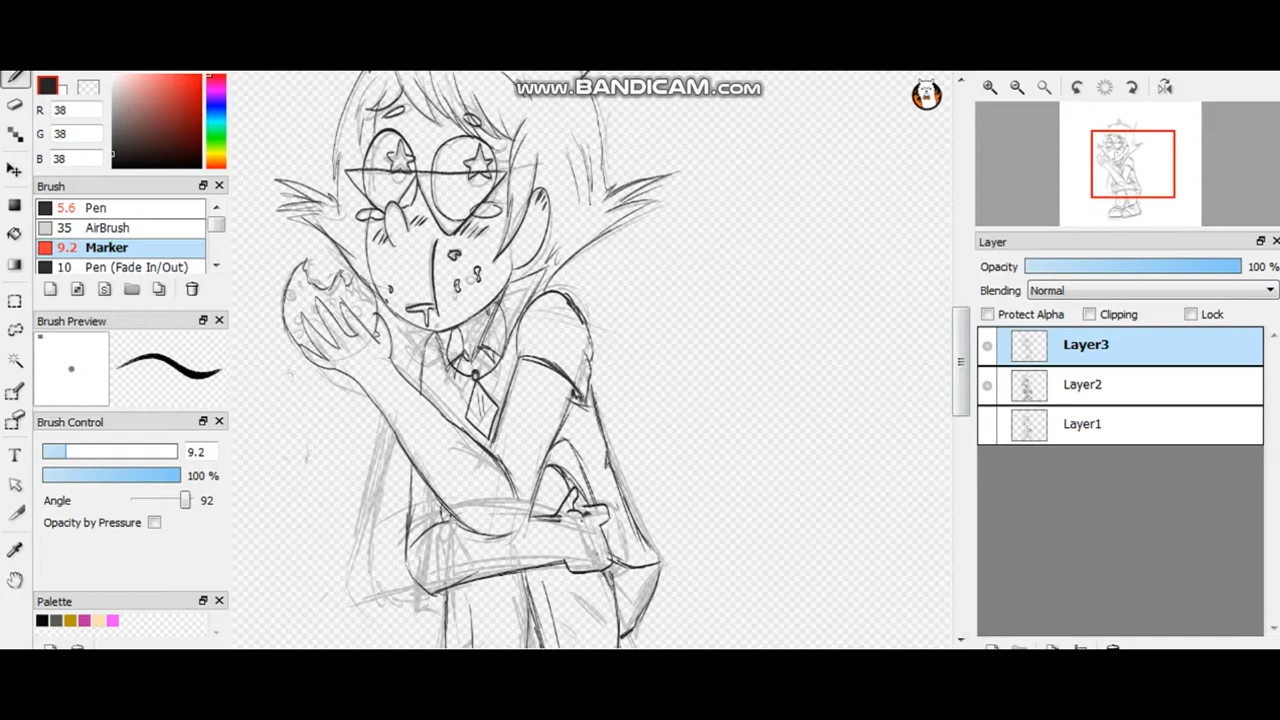 www.BANDICAM.com
R 38
G 38
B 38
Brush
5.6 Pen
35 AirBrush
9.2 Marker
10 Pen (Fade In/Out)
S
Brush Preview
Brush Control
9.2
100 %
Angle 92
Opacity by Pressure
T
Palette
Layer
Opacity 100 %
Blending Normal
Protect Alpha Clipping Lock
Layer3
Layer2
Layer1